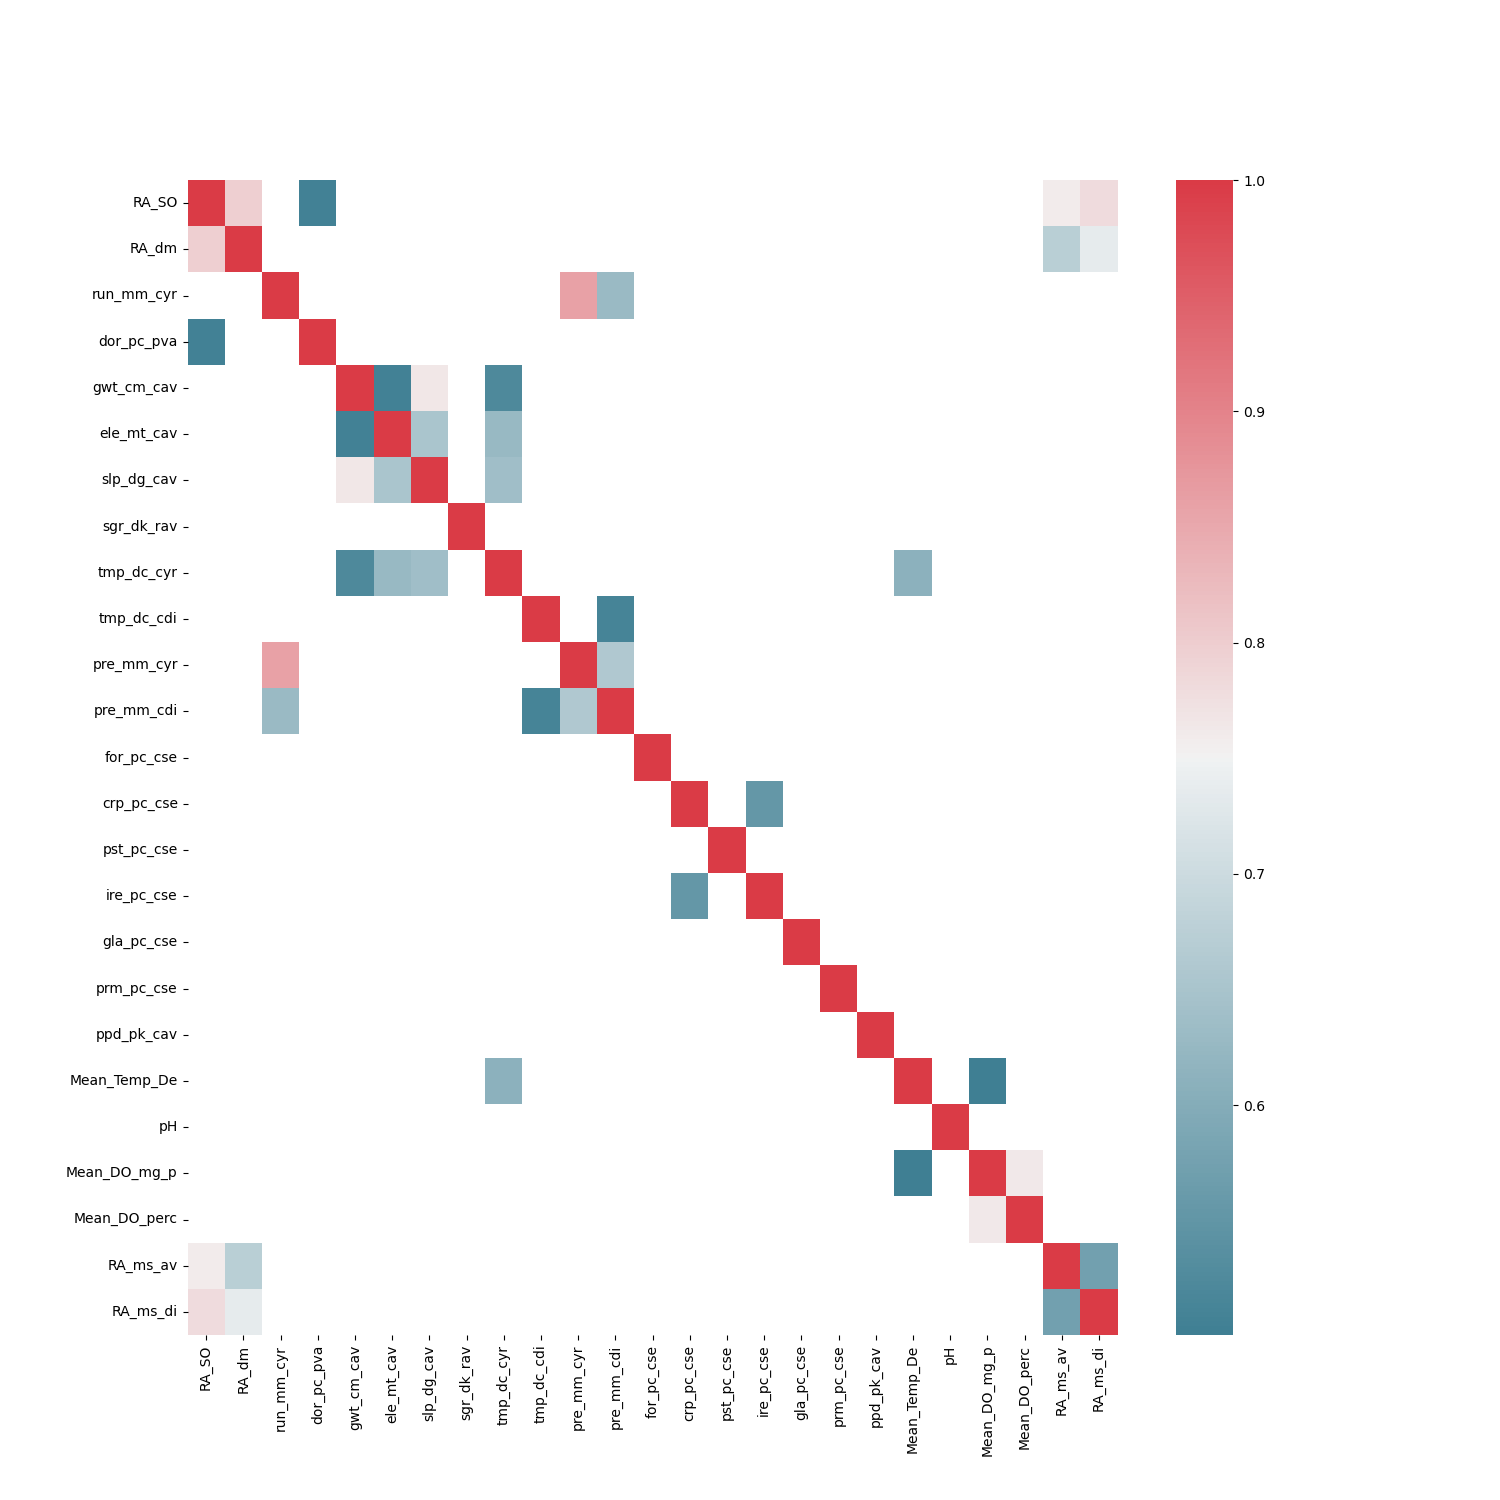 RA_SO
RA_dm
run_mm_cyr
dor_pc_pva
gwt_cm_cav
ele_mt_cav
slp_dg_cav
sgr_dk_rav
tmp_dc_cyr
tmp_dc_cdi
pre_mm_cyr
pre_mm_cdi
for_pc_cse
crp_pc_cse
pst_pc_cse
ire_pc_cse
gla_pc_cse
prm_pc_cse
ppd_pk_cav
Mean_Temp_De
pH
Mean_DO_mg_p
Mean_DO_perc
RA_ms_av
RA_ms_di
RA_SO
RA_dm
run_mm_cyr
dor_pc_pva
gwt_cm_cav
ele_mt_cav
slp_dg_cav
sgr_dk_rav
tmp_dc_cyr
tmp_dc_cdi
pre_mm_cyr
pre_mm_cdi
for_pc_cse
crp_pc_cse
pst_pc_cse
ire_pc_cse
gla_pc_cse
prm_pc_cse
ppd_pk_cav
Mean_Temp_De
pH
Mean_DO_mg_p
Mean_DO_perc
RA_ms_av
RA_ms_di
1.0
0.9
0.8
0.7
0.6